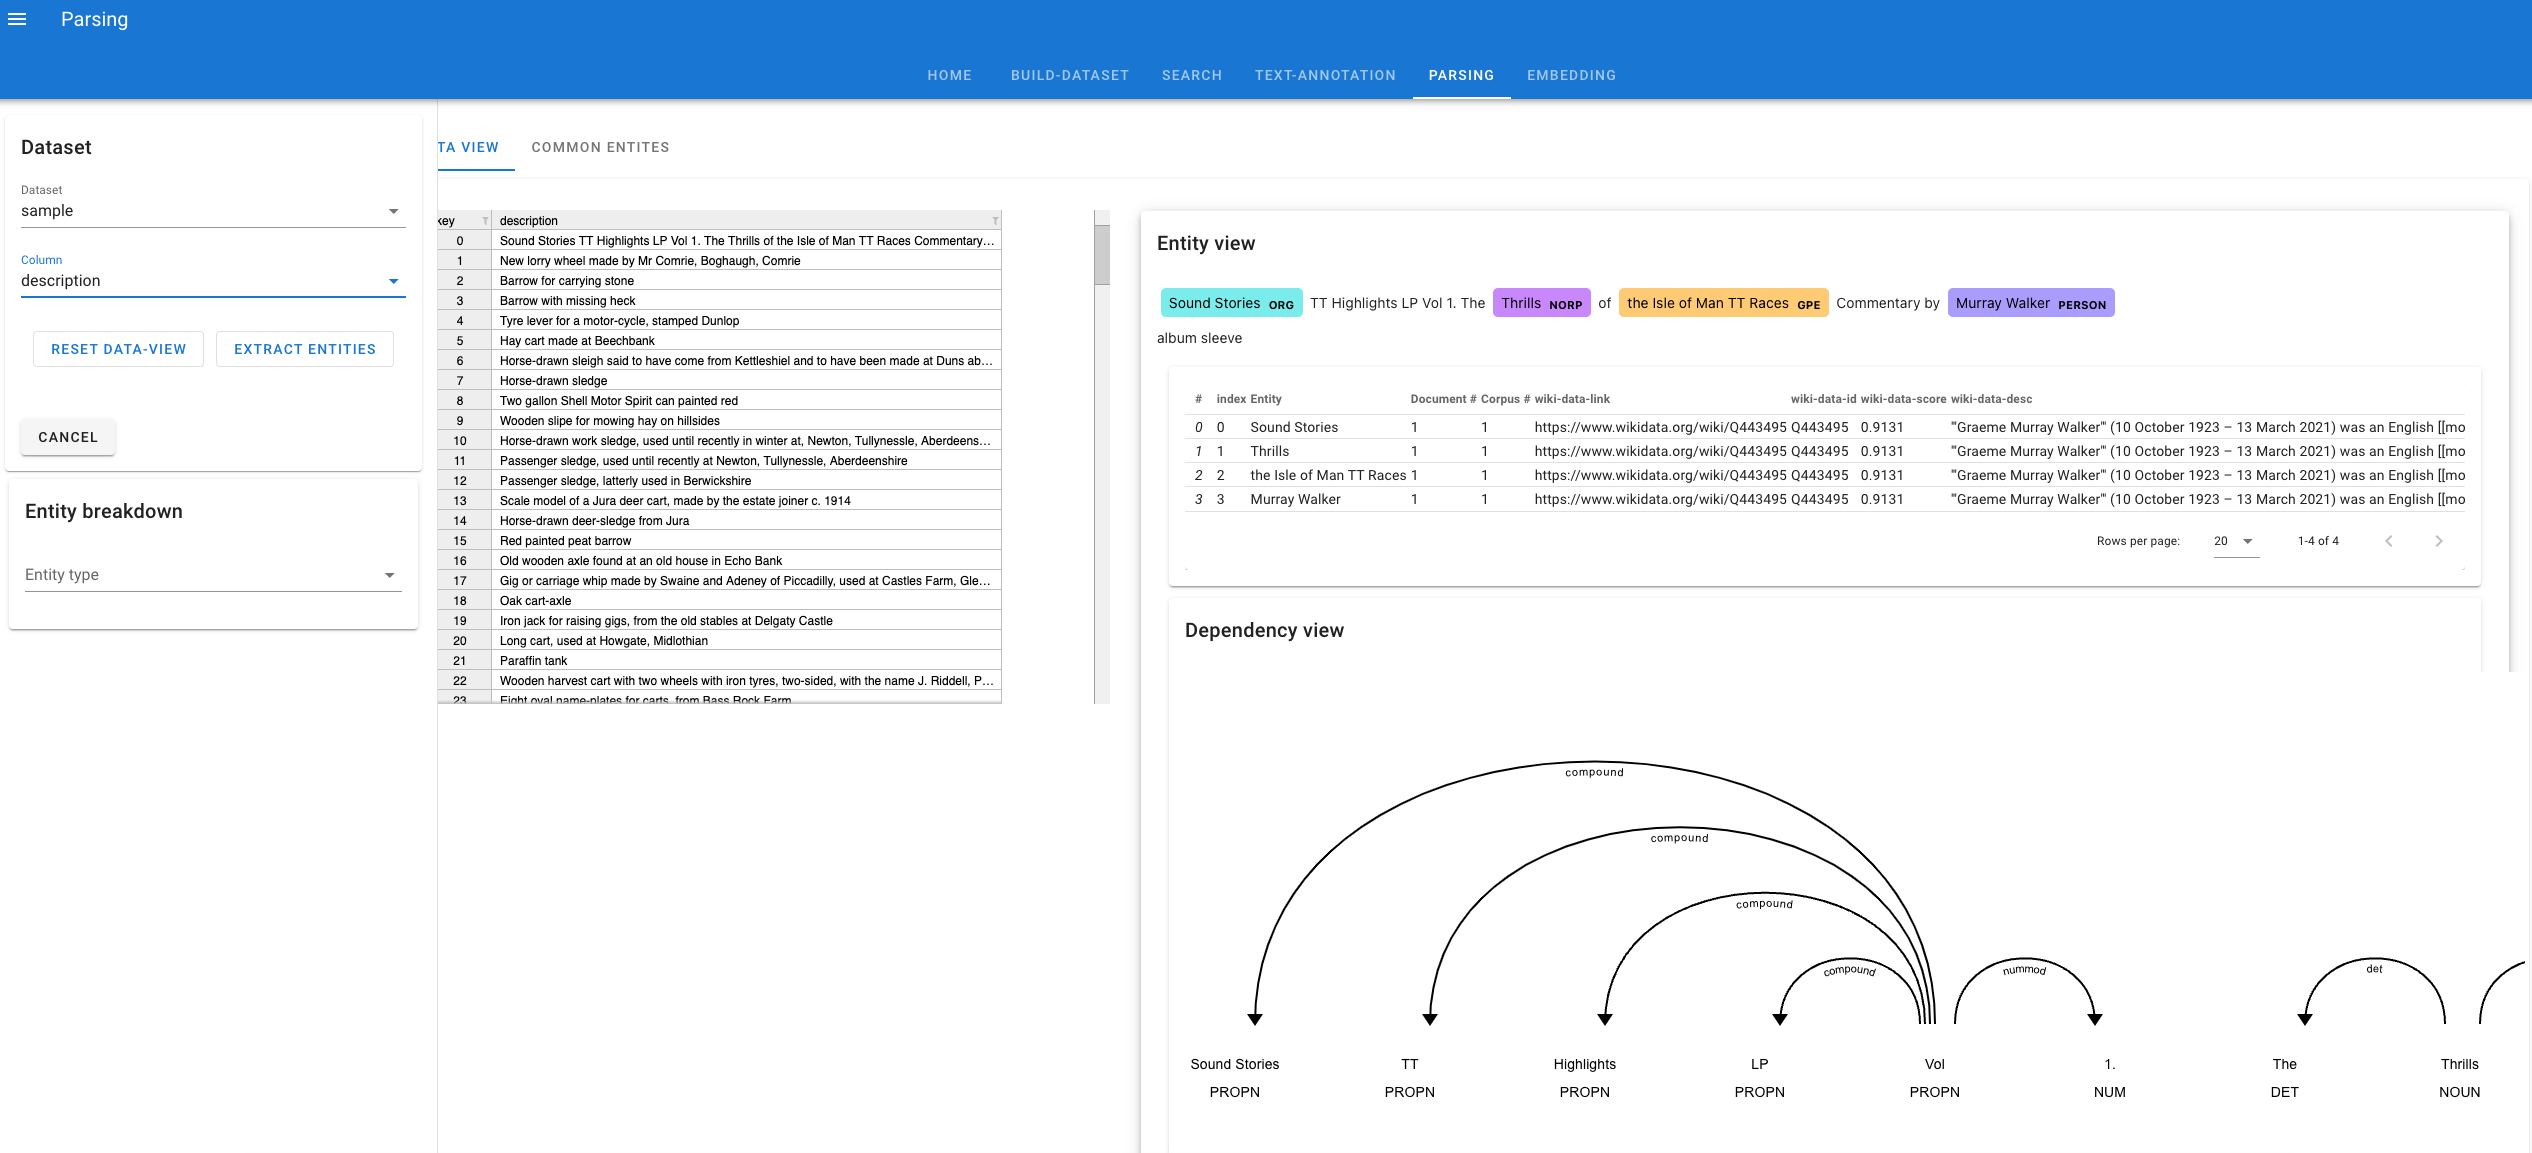 Parsing
HOME BUILD-DATASET SEARCH TEXT-ANNOTATION PARSING EMBEDDING
Dataset
Dataset
sample
Column
description
RESET DATA-VIEW EXTRACT ENTITIES
CANCEL
Entity breakdown
Entity type
TA VIEW COMMON ENTITES
key description
0 Sound Stories TT Highlights LP Vol 1. The Thrills of the Isle of Man TT Races Commentary...
1 New lorry wheel made by Mr Comrie, Boghaugh, Comrie
2 Barrow for carrying stone
3 Barrow with missing heck
4 Tyre lever for a motor-cycle, stamped Dunlop
5 Hay cart made at Beechbank
6 Horse-drawn sleigh said to have come from Kettleshiel and to have been made at Duns ab...
7 Horse-drawn sledge
8 Two gallon Shell Motor Spirit can painted red
9 Wooden slipe for mowing hay on hillsides
10 Horse-drawn work sledge, used until recently in winter at, Newton, Tullynessle, Aberdeens...
11 Passenger sledge, used until recently at Newton, Tullynessle, Aberdeenshire
12 Passenger sledge, latterly used in Berwickshire
13 Scale model of a Jura deer cart, made by the estate joiner c. 1914
14 Horse-drawn deer-sledge from Jura
15 Red painted peat barrow
16 Old wooden axle found at an old house in Echo Bank
17 Gig or carriage whip made by Swaine and Adeney of Piccadilly, used at Castles Farm, Gle...
18 Oak cart-axle
19 Iron jack for raising gigs, from the old stables at Delgaty Castle
20 Long cart, used at Howgate, Midlothian
21 Paraffin tank
22 Wooden harvest cart with two wheels with iron tyres, two-sided, with the name J. Riddell, P...
23 Eight oval name-plates for carts, from Bass Rock Farm
Entity view
Sound Stories ORG TT Highlights LP Vol 1. The Thrills NORP of the Isle of Man TT Races GPE Commentary by Murray Walker PERSON
album sleeve
# index Entity Document # Corpus # wiki-data-link wiki-data-id wiki-data-score wiki-data-desc
0 0 Sound Stories 1 1 https://www.wikidata.org/wiki/Q443495 Q443495 0.9131 '''Graeme Murray Walker''' (10 October 1923 – 13 March 2021) was an English [[mo
1 1 Thrills 1 1 https://www.wikidata.org/wiki/Q443495 Q443495 0.9131 '''Graeme Murray Walker''' (10 October 1923 – 13 March 2021) was an English [[mo
2 2 the Isle of Man TT Races 1 1 https://www.wikidata.org/wiki/Q443495 Q443495 0.9131 '''Graeme Murray Walker''' (10 October 1923 – 13 March 2021) was an English [[mo
3 3 Murray Walker 1 1 https://www.wikidata.org/wiki/Q443495 Q443495 0.9131 '''Graeme Murray Walker''' (10 October 1923 – 13 March 2021) was an English [[mo
Rows per page: 20 1-4 of 4
Dependency view
compound
compound
compound
compound nummod det
Sound Stories TT Highlights LP Vol 1. The Thrills
PROPN PROPN PROPN PROPN PROPN NUM DET NOUN